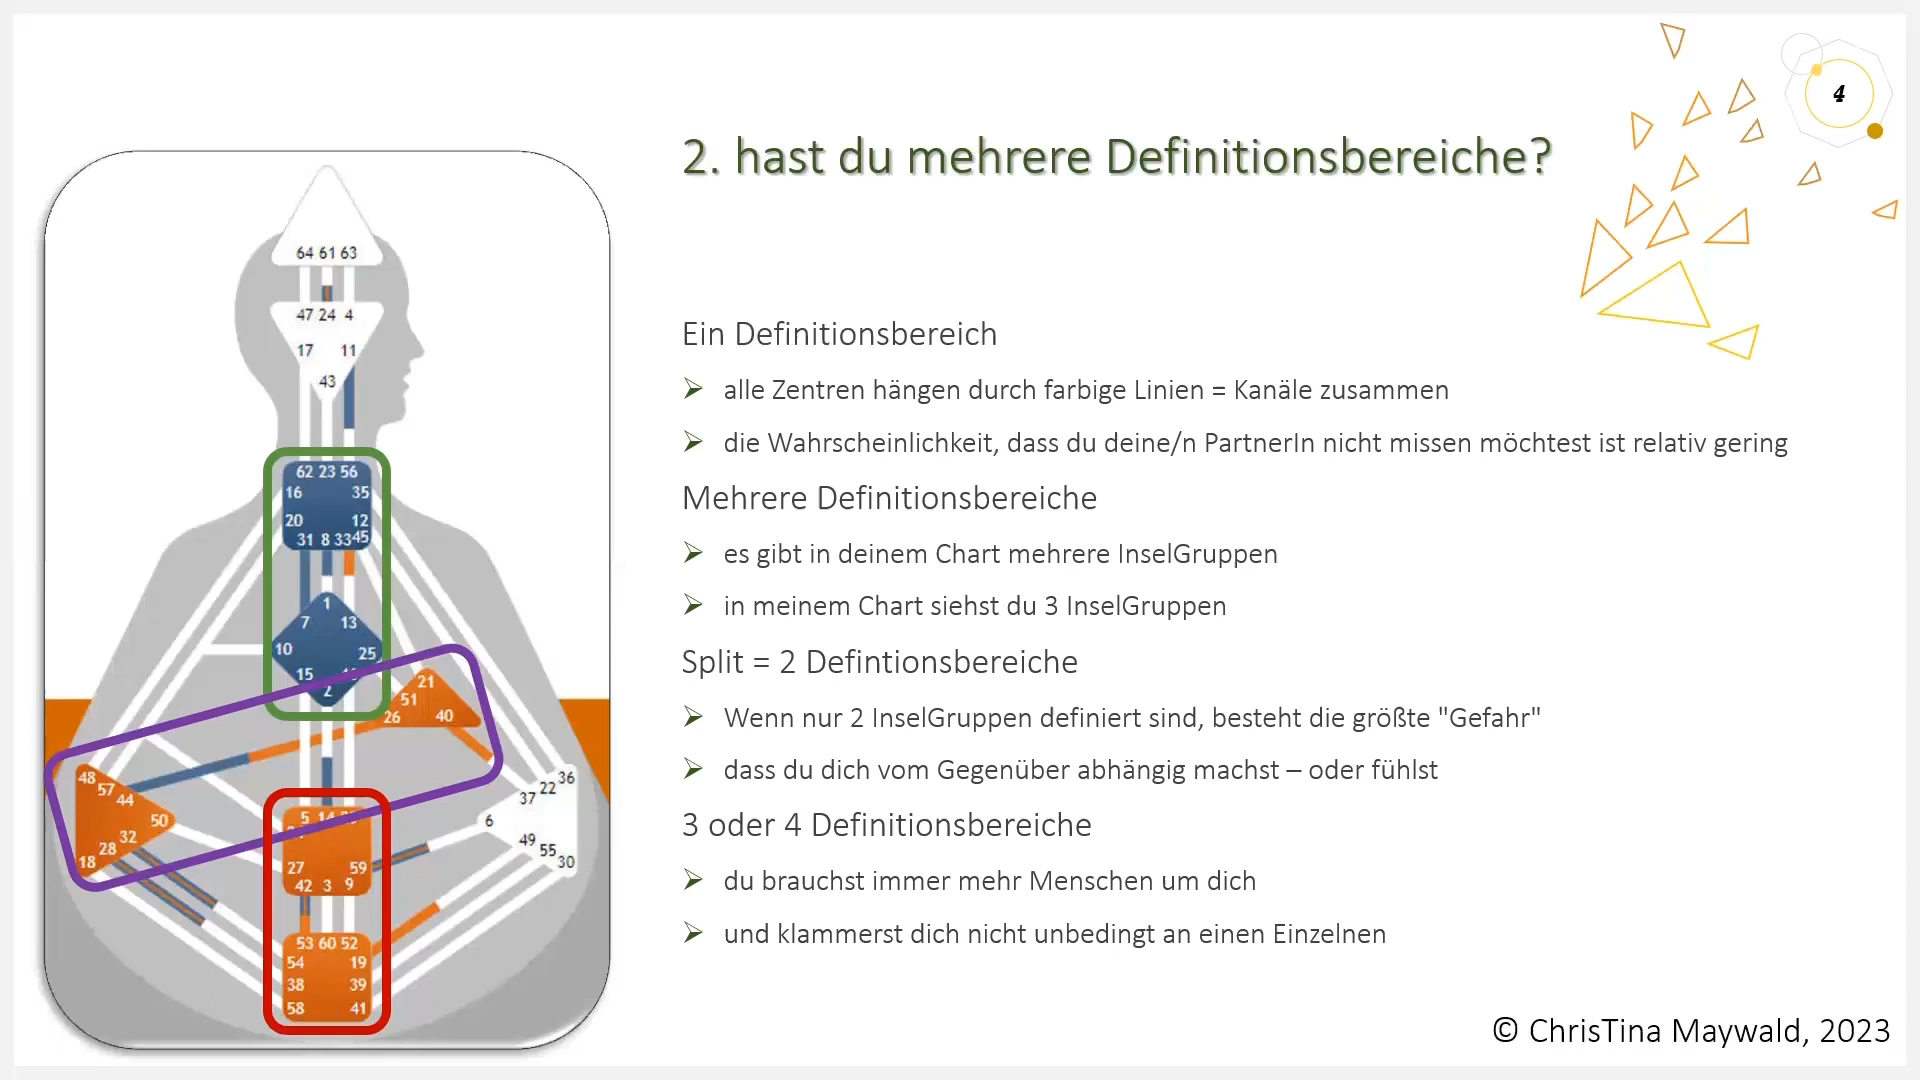 4
2. hast du mehrere Definitionsbereiche?
Ein Definitionsbereich
alle Zentren hängen durch farbige Linien = Kanäle zusammen
die Wahrscheinlichkeit, dass du deine/n PartnerIn nicht missen möchtest ist relativ gering
Mehrere Definitionsbereiche
es gibt in deinem Chart mehrere InselGruppen
in meinem Chart siehst du 3 InselGruppen
Split = 2 Defintionsbereiche
Wenn nur 2 InselGruppen definiert sind, besteht die größte "Gefahr"
dass du dich vom Gegenüber abhängig machst – oder fühlst
3 oder 4 Definitionsbereiche
du brauchst immer mehr Menschen um dich
und klammerst dich nicht unbedingt an einen Einzelnen
64 61 63
47 24 4
17 11
43
62 23 56
16 35
20 12
31 8 33 45
1
7 13
10 25
15
2
21
51
26 40
48
57
44
50
32
28
18
36
22
37
6
49
55
30
5 14
27 59
42 3 9
53 60 52
54 19
38 39
58 41
© ChrisTina Maywald, 2023